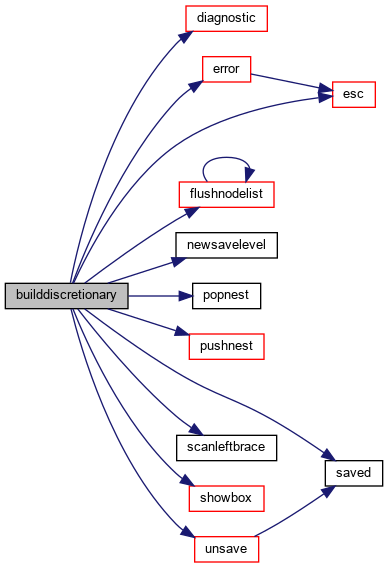 diagnostic
error
esc
flushnodelist
newsavelevel
builddiscretionary
popnest
pushnest
scanleftbrace
saved
showbox
unsave